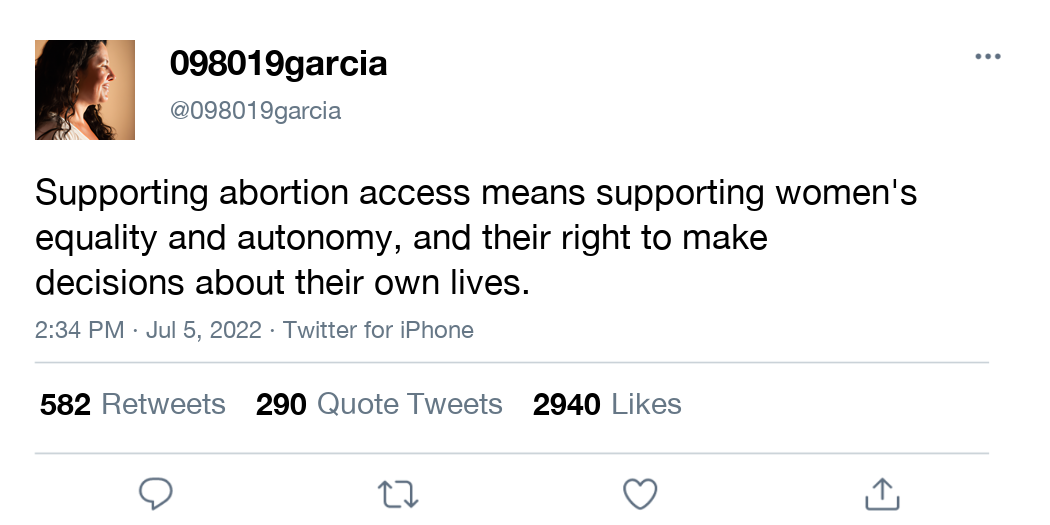 098019garcia
@098019garcia
Supporting abortion access means supporting women's
equality and autonomy, and their right to make
decisions about their own lives.
2:34 PM · Jul 5, 2022 · Twitter for iPhone
582 Retweets 290 Quote Tweets 2940 Likes